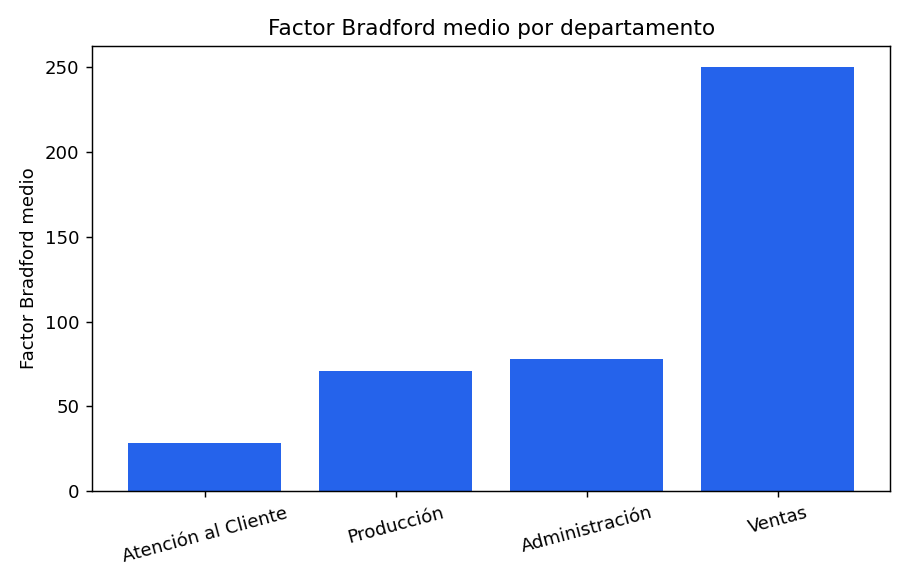 Factor Bradford medio por departamento
Factor Bradford medio
250
200
150
100
50
0
Atención al Cliente
Producción
Administración
Ventas